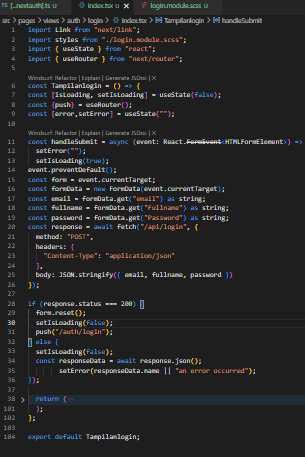 [...nextauth].ts
index.tsx
login.module.scss
src > pages > views > auth > login > index.tsx > Tampilanlogin > handleSubmit
1 import Link from "next/link";
2 import styles from "./login.module.scss";
3 import { useState } from "react";
4 import { useRouter } from "next/router";
5
Windsurf: Refactor | Explain | Generate JSDoc | X
6 const Tampilanlogin = () => {
7 const [isLoading, setIsLoading] = useState(false);
8 const {push} = useRouter();
9 const [error,setError] = useState("");
10
Windsurf: Refactor | Explain | Generate JSDoc | X
11 const handleSubmit = async (event: React.FormEvent<HTMLFormElement>) =>
12 setError("");
13 setIsLoading(true);
14 event.preventDefault();
15 const form = event.currentTarget;
16 const formData = new FormData(event.currentTarget);
17 const email = formData.get("email") as string;
18 const fullname = formData.get("Fullname") as string;
19 const password = formData.get("Password") as string;
20 const response = await fetch("/api/login", {
21 method: "POST",
22 headers: {
23 "Content-Type": "application/json"
24 },
25 body: JSON.stringify({ email, fullname, password })
26 });
27
28 if (response.status === 200) {
29 form.reset();
30 setIsLoading(false);
31 push("/auth/login");
32 } else {
33 setIsLoading(false);
34 const responseData = await response.json();
35 setError(responseData.name || "an error occurred");
36 }};
37
38 return (
101 );
102 };
103
104 export default Tampilanlogin;